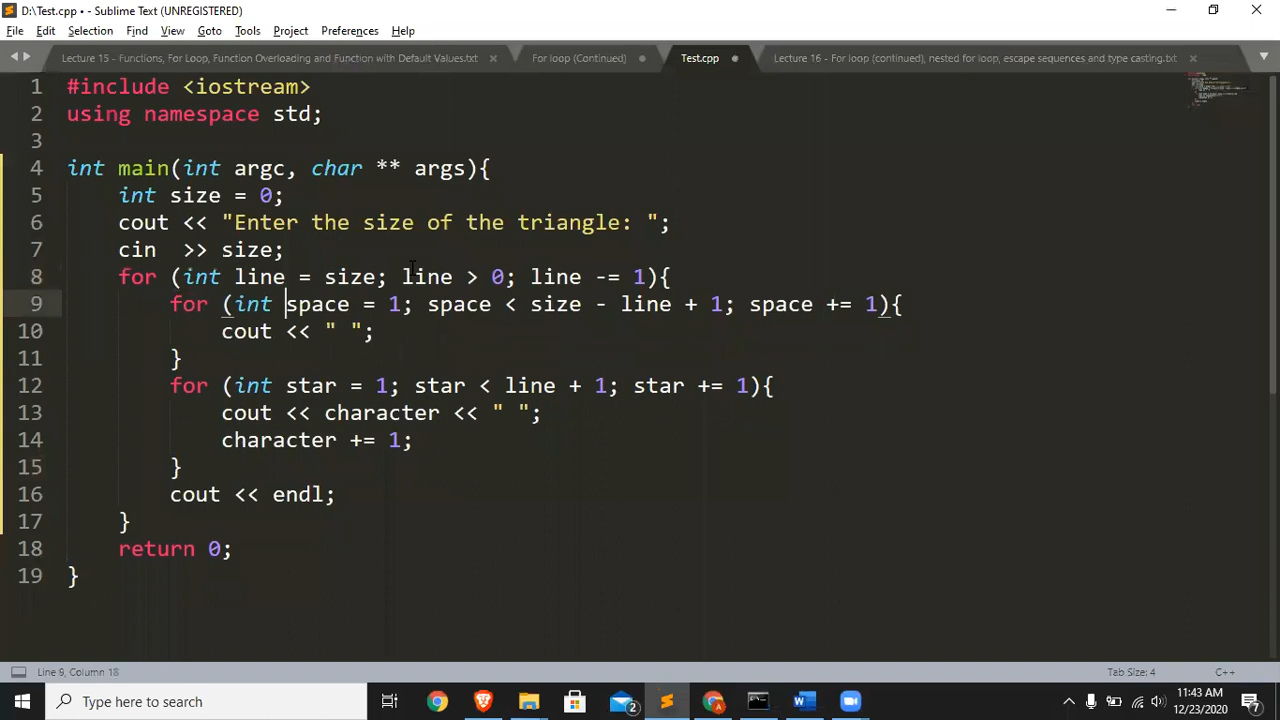 D:\Test.cpp • - Sublime Text (UNREGISTERED)
File Edit Selection Find View Goto Tools Project Preferences Help
Lecture 15 - Functions, For Loop, Function Overloading and Function with Default Values.txt For loop (Continued) Test.cpp Lecture 16 - For loop (continued), nested for loop, escape sequences and type casting.txt
1 #include <iostream>
2 using namespace std;
3
4 int main(int argc, char ** args){
5 int size = 0;
6 cout << "Enter the size of the triangle: ";
7 cin  >> size;
8 for (int line = size; line > 0; line -= 1){
9 for (int space = 1; space < size - line + 1; space += 1){
10 cout << " ";
11 }
12 for (int star = 1; star < line + 1; star += 1){
13 cout << character << " ";
14 character += 1;
15 }
16 cout << endl;
17 }
18 return 0;
19 }
Line 9, Column 18 Tab Size: 4 C++
Type here to search 2 A W 11:43 AM
12/23/2020 7